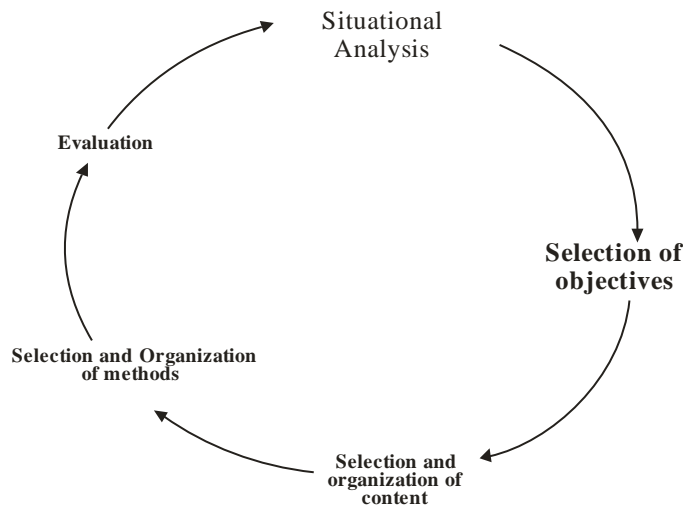 Situational
Analysis
Evaluation
Selection of
objectives
Selection and Organization
of methods
Selection and
organization of
content